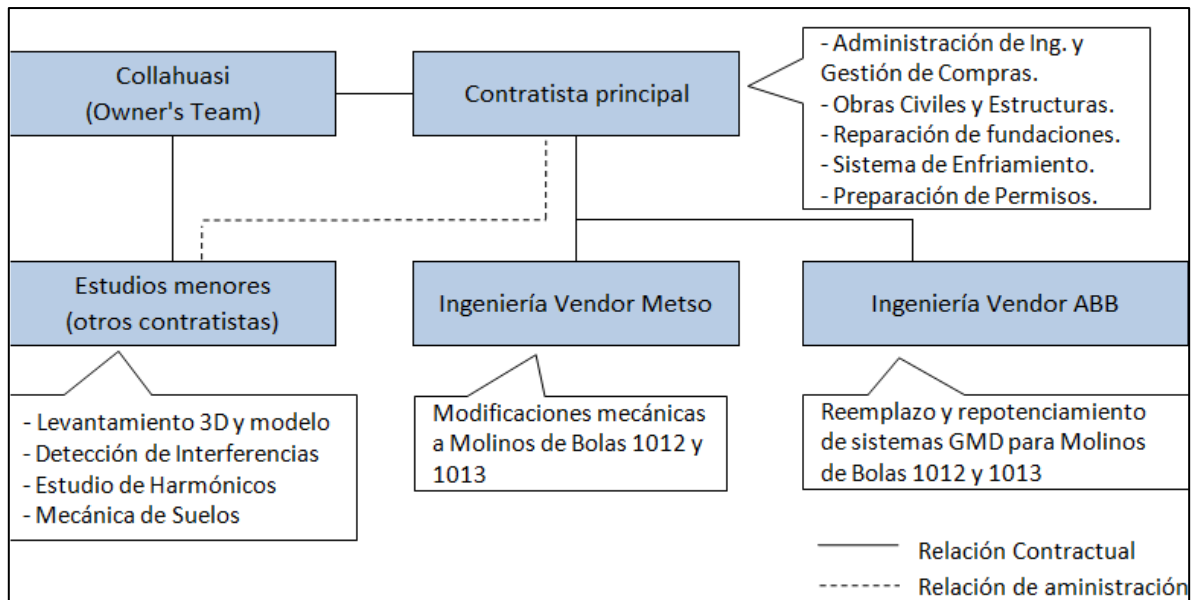 Collahuasi
(Owner's Team)
Contratista principal
- Administración de Ing. y
Gestión de Compras.
- Obras Civiles y Estructuras.
- Reparación de fundaciones.
- Sistema de Enfriamiento.
- Preparación de Permisos.
Estudios menores
(otros contratistas)
Ingeniería Vendor Metso
Ingeniería Vendor ABB
- Levantamiento 3D y modelo
- Detección de Interferencias
- Estudio de Harmónicos
- Mecánica de Suelos
Modificaciones mecánicas
a Molinos de Bolas 1012 y
1013
Reemplazo y repotenciamiento
de sistemas GMD para Molinos
de Bolas 1012 y 1013
Relación Contractual
Relación de aministración